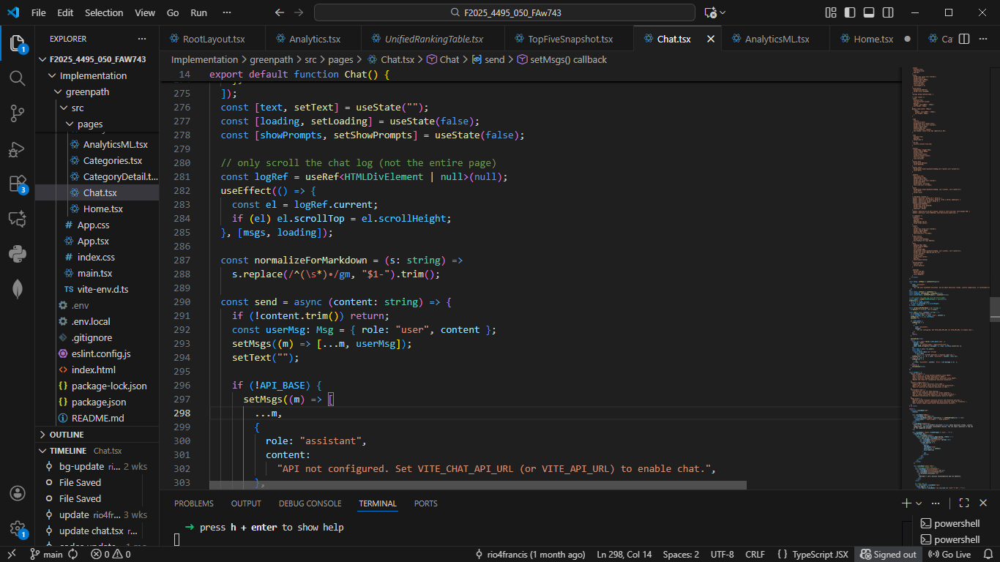 File Edit Selection View Go Run ··· F2025_4495_050_FAw743
EXPLORER ···
F2025_4495_050_FAW743
Implementation
greenpath
src
pages
AnalyticsML.tsx
Categories.tsx
CategoryDetail.t...
Chat.tsx
Home.tsx
# App.css
App.tsx
# index.css
main.tsx
TS vite-env.d.ts
.env
.env.local
.gitignore
eslint.config.js
<> index.html
{} package-lock.json
{} package.json
README.md
OUTLINE
TIMELINE Chat.tsx
bg-update ri... 2 wks
File Saved
File Saved
update rio4fr... 3 wks
update chat.tsx r...
RootLayout.tsx Analytics.tsx UnifiedRankingTable.tsx TopFiveSnapshot.tsx Chat.tsx AnalyticsML.tsx Home.tsx Ca
Implementation > greenpath > src > pages > Chat.tsx > Chat > send > setMsgs() callback
14 export default function Chat() {
275 ]);
276 const [text, setText] = useState("");
277 const [loading, setLoading] = useState(false);
278 const [showPrompts, setShowPrompts] = useState(false);
279
280 // only scroll the chat log (not the entire page)
281 const logRef = useRef<HTMLDivElement | null>(null);
282 useEffect(() => {
283 const el = logRef.current;
284 if (el) el.scrollTop = el.scrollHeight;
285 }, [msgs, loading]);
286
287 const normalizeForMarkdown = (s: string) =>
288 s.replace(/^(\s*)•/gm, "$1-").trim();
289
290 const send = async (content: string) => {
291 if (!content.trim()) return;
292 const userMsg: Msg = { role: "user", content };
293 setMsgs((m) => [...m, userMsg]);
294 setText("");
295
296 if (!API_BASE) {
297 setMsgs((m) => [
298 ...m,
299 {
300 role: "assistant",
301 content:
302 "API not configured. Set VITE_CHAT_API_URL (or VITE_API_URL) to enable chat.",
303 },
PROBLEMS OUTPUT DEBUG CONSOLE TERMINAL PORTS
➜ press h + enter to show help
powershell
powershell
main 0 0 rio4francis (1 month ago) Ln 298, Col 14 Spaces: 2 UTF-8 CRLF {} TypeScript JSX Signed out Go Live
1
3
1